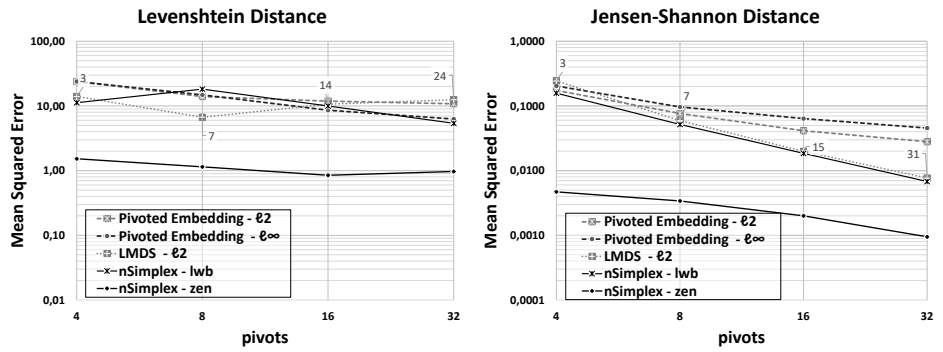 Levenshtein Distance
Mean Squared Error
100,00
10,00
1,00
0,10
0,01
3
7
14
24
Pivoted Embedding - ℓ2
Pivoted Embedding - ℓ∞
LMDS - ℓ2
nSimplex - lwb
nSimplex - zen
4
8
16
32
pivots
Jensen-Shannon Distance
Mean Squared Error
1,0000
0,1000
0,0100
0,0010
0,0001
3
7
15
31
Pivoted Embedding - ℓ2
Pivoted Embedding - ℓ∞
LMDS - ℓ2
nSimplex - lwb
nSimplex - zen
4
8
16
32
pivots